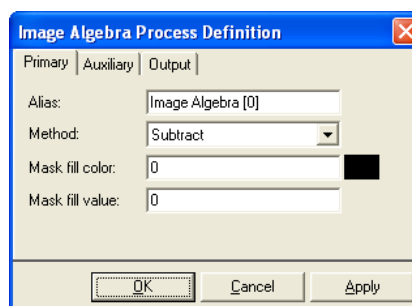 Image Algebra Process Definition
Primary Auxiliary Output
Alias: Image Algebra [0]
Method: Subtract
Mask fill color: 0
Mask fill value: 0
OK Cancel Apply